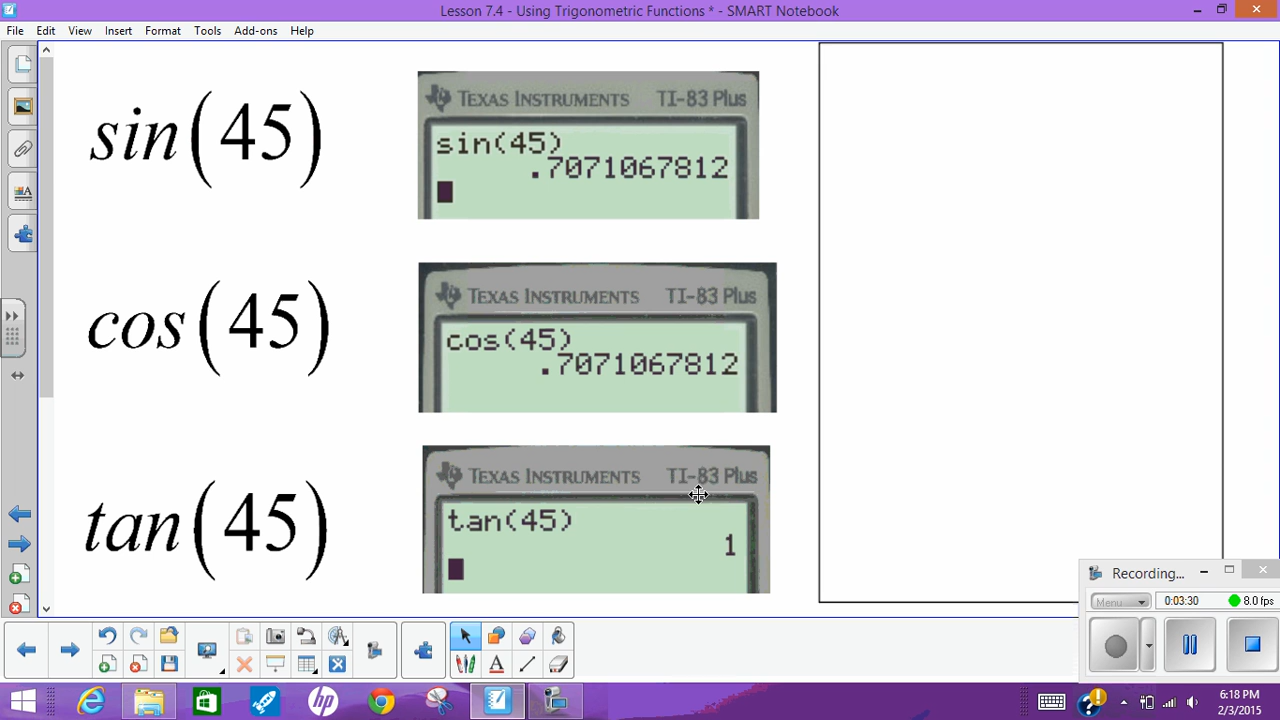 Lesson 7.4 - Using Trigonometric Functions * - SMART Notebook
File Edit View Insert Format Tools Add-ons Help
sin(45)
TEXAS INSTRUMENTS TI-83 Plus
sin(45)
.7071067812
cos(45)
TEXAS INSTRUMENTS TI-83 Plus
cos(45)
.7071067812
tan(45)
TEXAS INSTRUMENTS TI-83 Plus
tan(45)
1
Recording...
Menu 0:03:30 8.0 fps
6:18 PM
2/3/2015